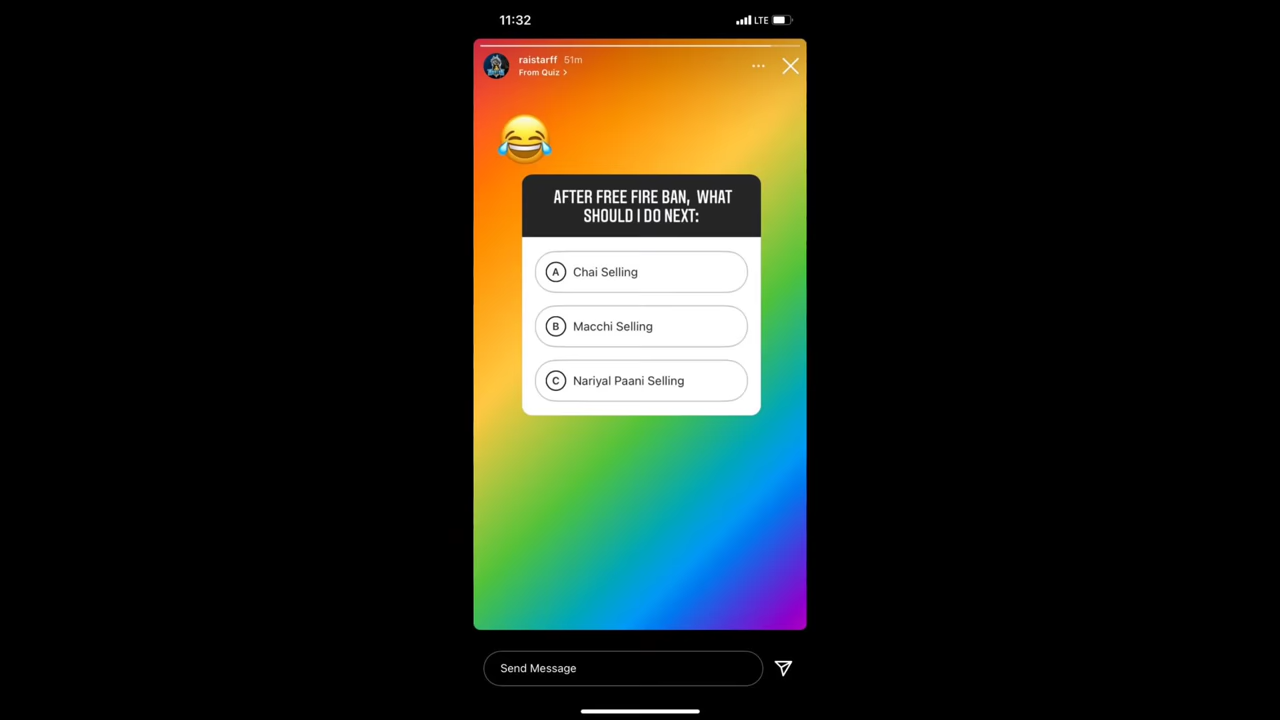 11:32
LTE
raistarff 51m
From Quiz >
AFTER FREE FIRE BAN, WHAT
SHOULD I DO NEXT:
A Chai Selling
B Macchi Selling
C Nariyal Paani Selling
Send Message